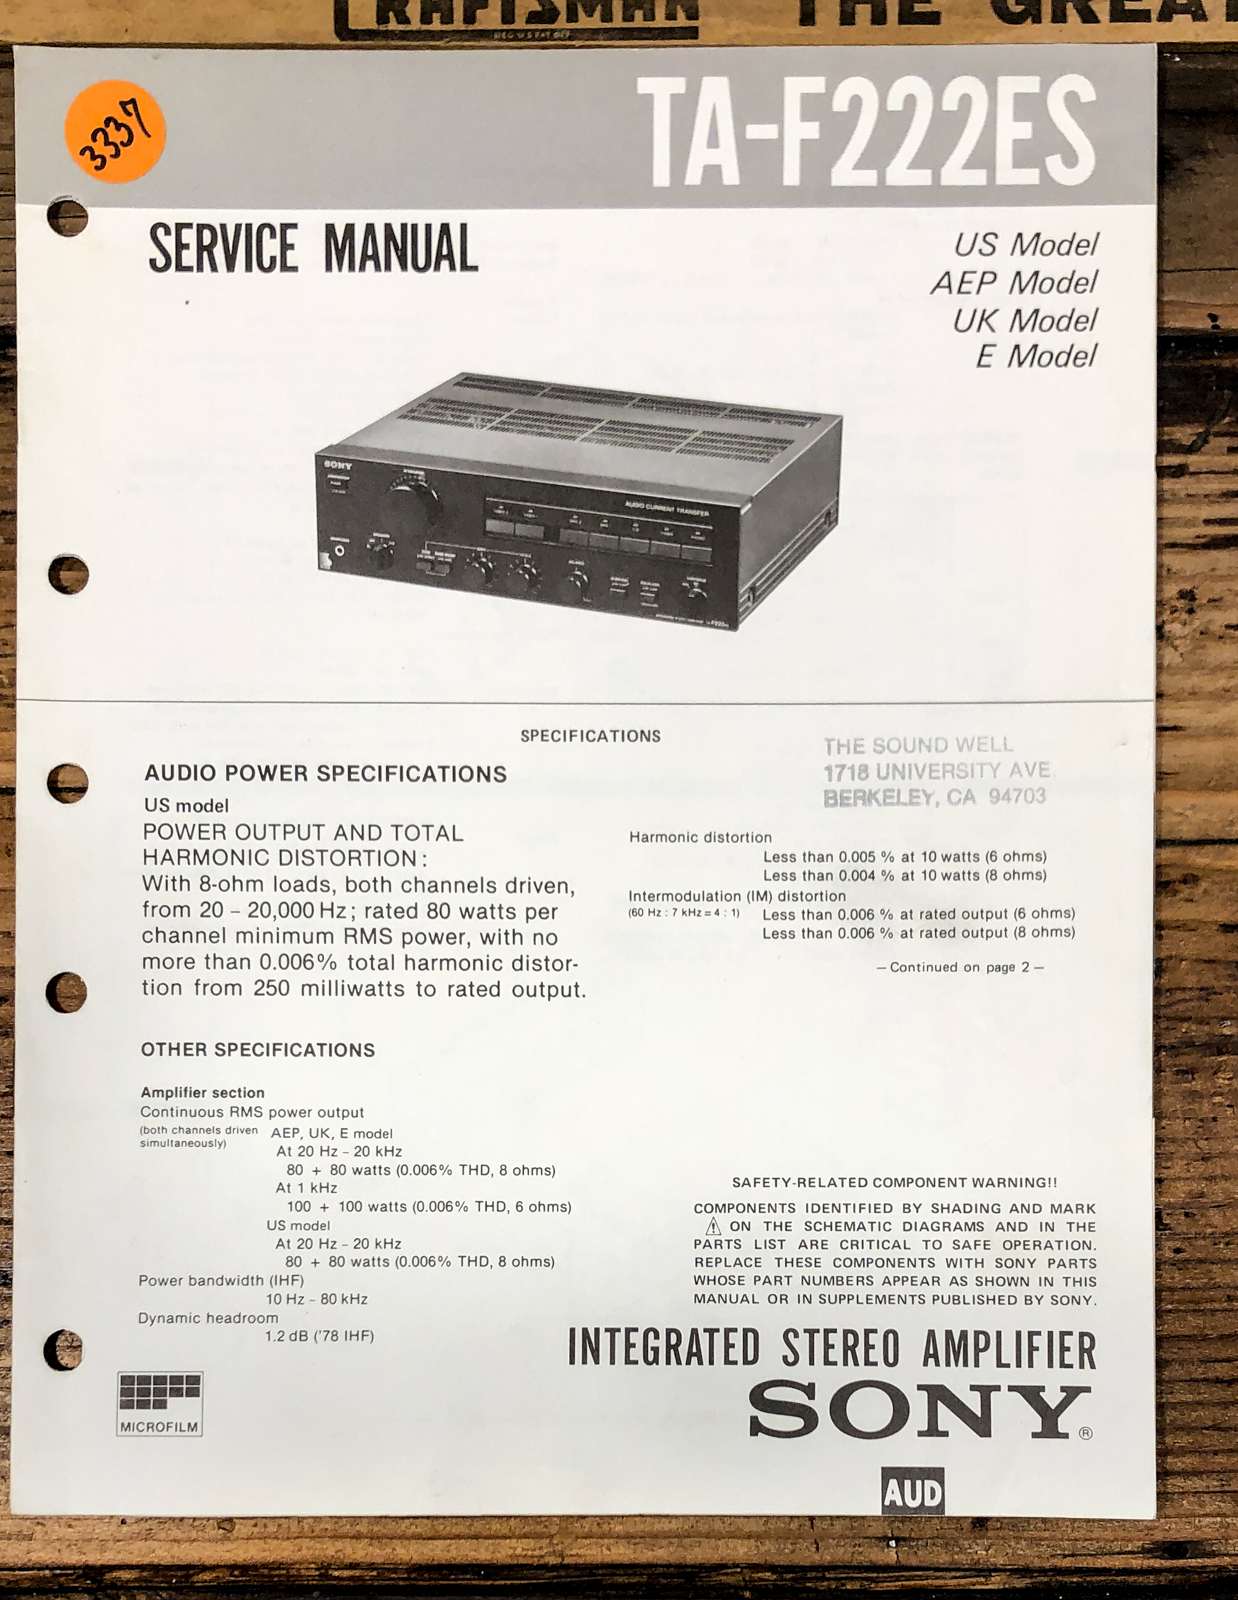 CRAFTSMAN THE GREAT
REG U S PAT OFF
3337
TA-F222ES
SERVICE MANUAL
US Model
AEP Model
UK Model
E Model
SONY
AUDIO CURRENT TRANSFER
SPECIFICATIONS
THE SOUND WELL
1718 UNIVERSITY AVE.
BERKELEY, CA 94703
AUDIO POWER SPECIFICATIONS
US model
POWER OUTPUT AND TOTAL
HARMONIC DISTORTION:
With 8-ohm loads, both channels driven,
from 20 – 20,000 Hz; rated 80 watts per
channel minimum RMS power, with no
more than 0.006% total harmonic distor-
tion from 250 milliwatts to rated output.
Harmonic distortion
Less than 0.005 % at 10 watts (6 ohms)
Less than 0.004 % at 10 watts (8 ohms)
Intermodulation (IM) distortion
(60 Hz : 7 kHz = 4 : 1) Less than 0.006 % at rated output (6 ohms)
Less than 0.006 % at rated output (8 ohms)
– Continued on page 2 –
OTHER SPECIFICATIONS
Amplifier section
Continuous RMS power output
(both channels driven simultaneously) AEP, UK, E model
At 20 Hz – 20 kHz
80 + 80 watts (0.006% THD, 8 ohms)
At 1 kHz
100 + 100 watts (0.006% THD, 6 ohms)
US model
At 20 Hz – 20 kHz
80 + 80 watts (0.006% THD, 8 ohms)
Power bandwidth (IHF)
10 Hz – 80 kHz
Dynamic headroom
1.2 dB ('78 IHF)
SAFETY-RELATED COMPONENT WARNING!!
COMPONENTS IDENTIFIED BY SHADING AND MARK
⚠ ON THE SCHEMATIC DIAGRAMS AND IN THE
PARTS LIST ARE CRITICAL TO SAFE OPERATION.
REPLACE THESE COMPONENTS WITH SONY PARTS
WHOSE PART NUMBERS APPEAR AS SHOWN IN THIS
MANUAL OR IN SUPPLEMENTS PUBLISHED BY SONY.
INTEGRATED STEREO AMPLIFIER
SONY®
MICROFILM
AUD